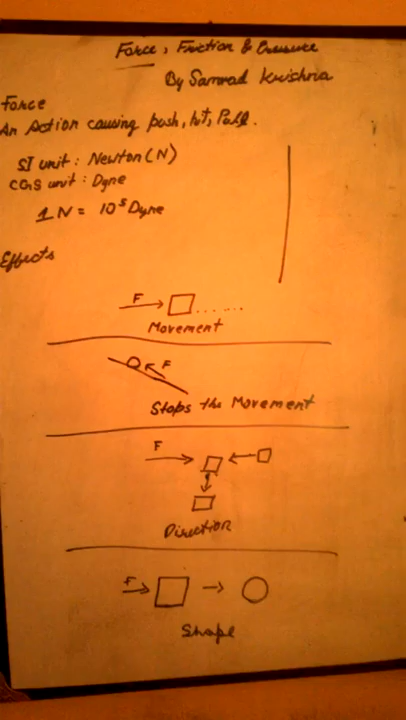 Force, Friction & Pressure
By Samrad Krishna
Force
An Action causing push, hit, Pull.
SI unit : Newton (N)
CGS unit : Dyne
1 N = 10⁵ Dyne
Effects
F
Movement
F
Stops the Movement
F
Direction
F
Shape